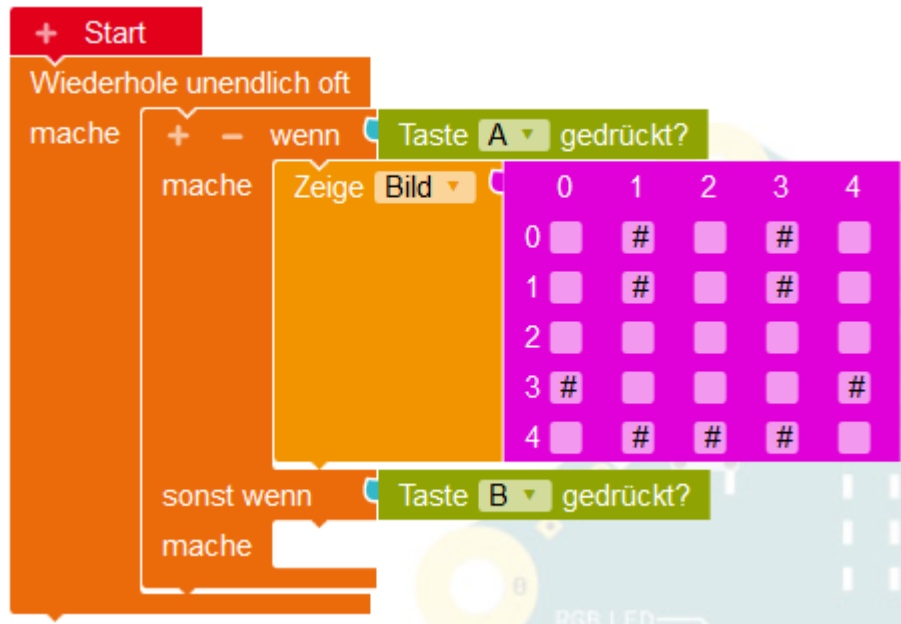 + Start
Wiederhole unendlich oft
mache + - wenn Taste A gedrückt?
mache Zeige Bild 0 1 2 3 4
0 # #
1 # #
2
3 # #
4 # # #
sonst wenn Taste B gedrückt?
mache
8
RGB LED